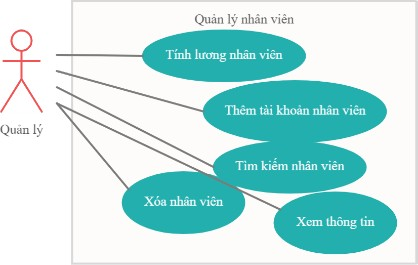 Quản lý nhân viên
Tính lương nhân viên
Thêm tài khoản nhân viên
Quản lý
Tìm kiếm nhân viên
Xóa nhân viên
Xem thông tin